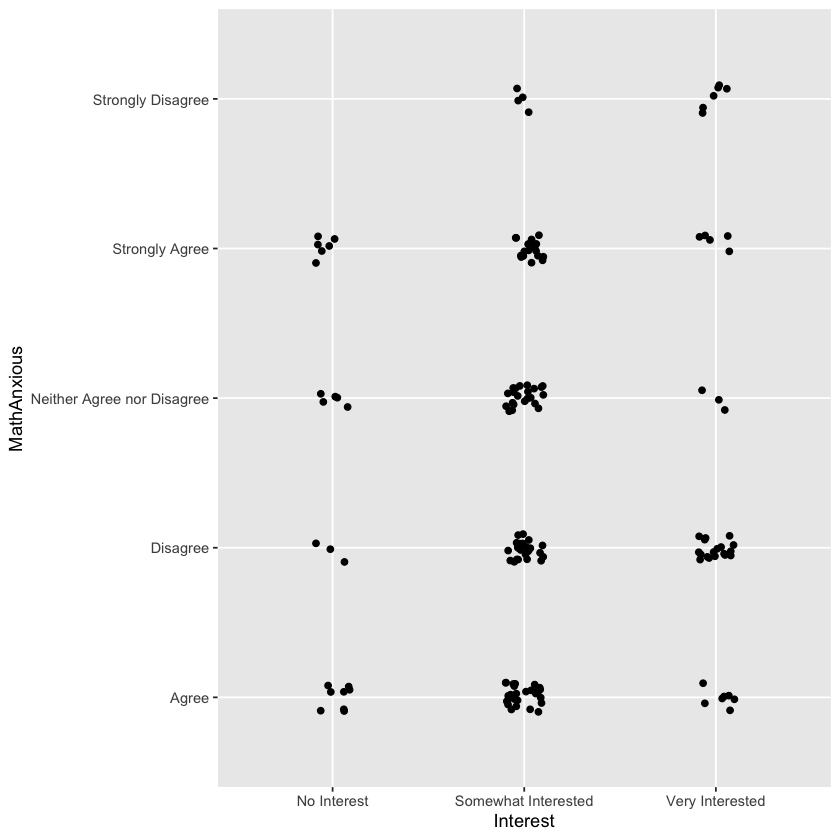 Strongly Disagree
Strongly Agree
MathAnxious
Neither Agree nor Disagree
Disagree
Agree
No Interest
Somewhat Interested
Very Interested
Interest